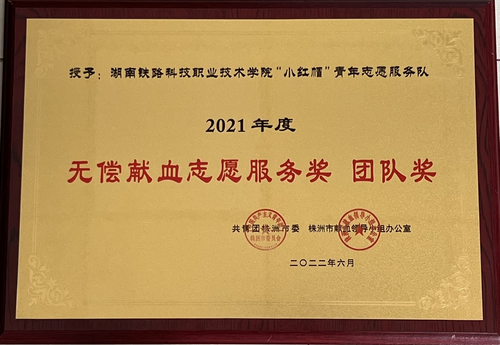 授予：湖南铁路科技职业技术学院“小红帽”青年志愿服务队
2021年度
无偿献血志愿服务奖 团队奖
共青团株洲市委 株洲市献血领导小组办公室
二〇二二年六月